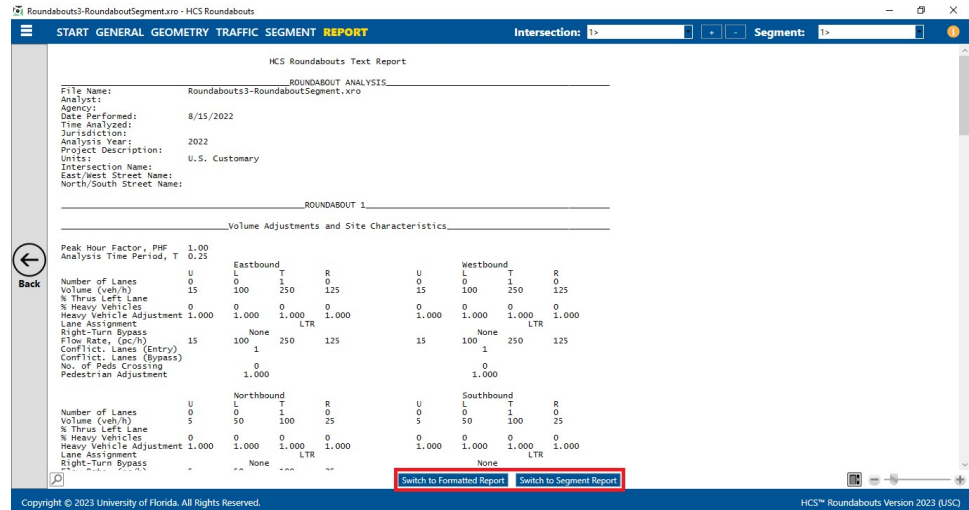 Roundabouts3-RoundaboutSegment.xro - HCS Roundabouts
START GENERAL GEOMETRY TRAFFIC SEGMENT REPORT Intersection: 1> + - Segment: 1>
HCS Roundabouts Text Report
ROUNDABOUT ANALYSIS
File Name: Roundabouts3-RoundaboutSegment.xro
Analyst:
Agency:
Date Performed: 8/15/2022
Time Analyzed:
Jurisdiction:
Analysis Year: 2022
Project Description:
Units: U.S. Customary
Intersection Name:
East/West Street Name:
North/South Street Name:
ROUNDABOUT 1
Volume Adjustments and Site Characteristics
Peak Hour Factor, PHF 1.00
Analysis Time Period, T 0.25
Eastbound Westbound
U L T R U L T R
Number of Lanes 0 0 1 0 0 0 1 0
Volume (veh/h) 15 100 250 125 15 100 250 125
% Thrus Left Lane
% Heavy Vehicles 0 0 0 0 0 0 0 0
Heavy Vehicle Adjustment 1.000 1.000 1.000 1.000 1.000 1.000 1.000 1.000
Lane Assignment LTR LTR
Right-Turn Bypass None None
Flow Rate, (pc/h) 15 100 250 125 15 100 250 125
Conflict. Lanes (Entry) 1 1
Conflict. Lanes (Bypass)
No. of Peds Crossing 0 0
Pedestrian Adjustment 1.000 1.000
Northbound Southbound
U L T R U L T R
Number of Lanes 0 0 1 0 0 0 1 0
Volume (veh/h) 5 50 100 25 5 50 100 25
% Thrus Left Lane
% Heavy Vehicles 0 0 0 0 0 0 0 0
Heavy Vehicle Adjustment 1.000 1.000 1.000 1.000 1.000 1.000 1.000 1.000
Lane Assignment LTR LTR
Right-Turn Bypass None None
Back
Switch to Formatted Report Switch to Segment Report
Copyright © 2023 University of Florida. All Rights Reserved. HCS™ Roundabouts Version 2023 (USC)